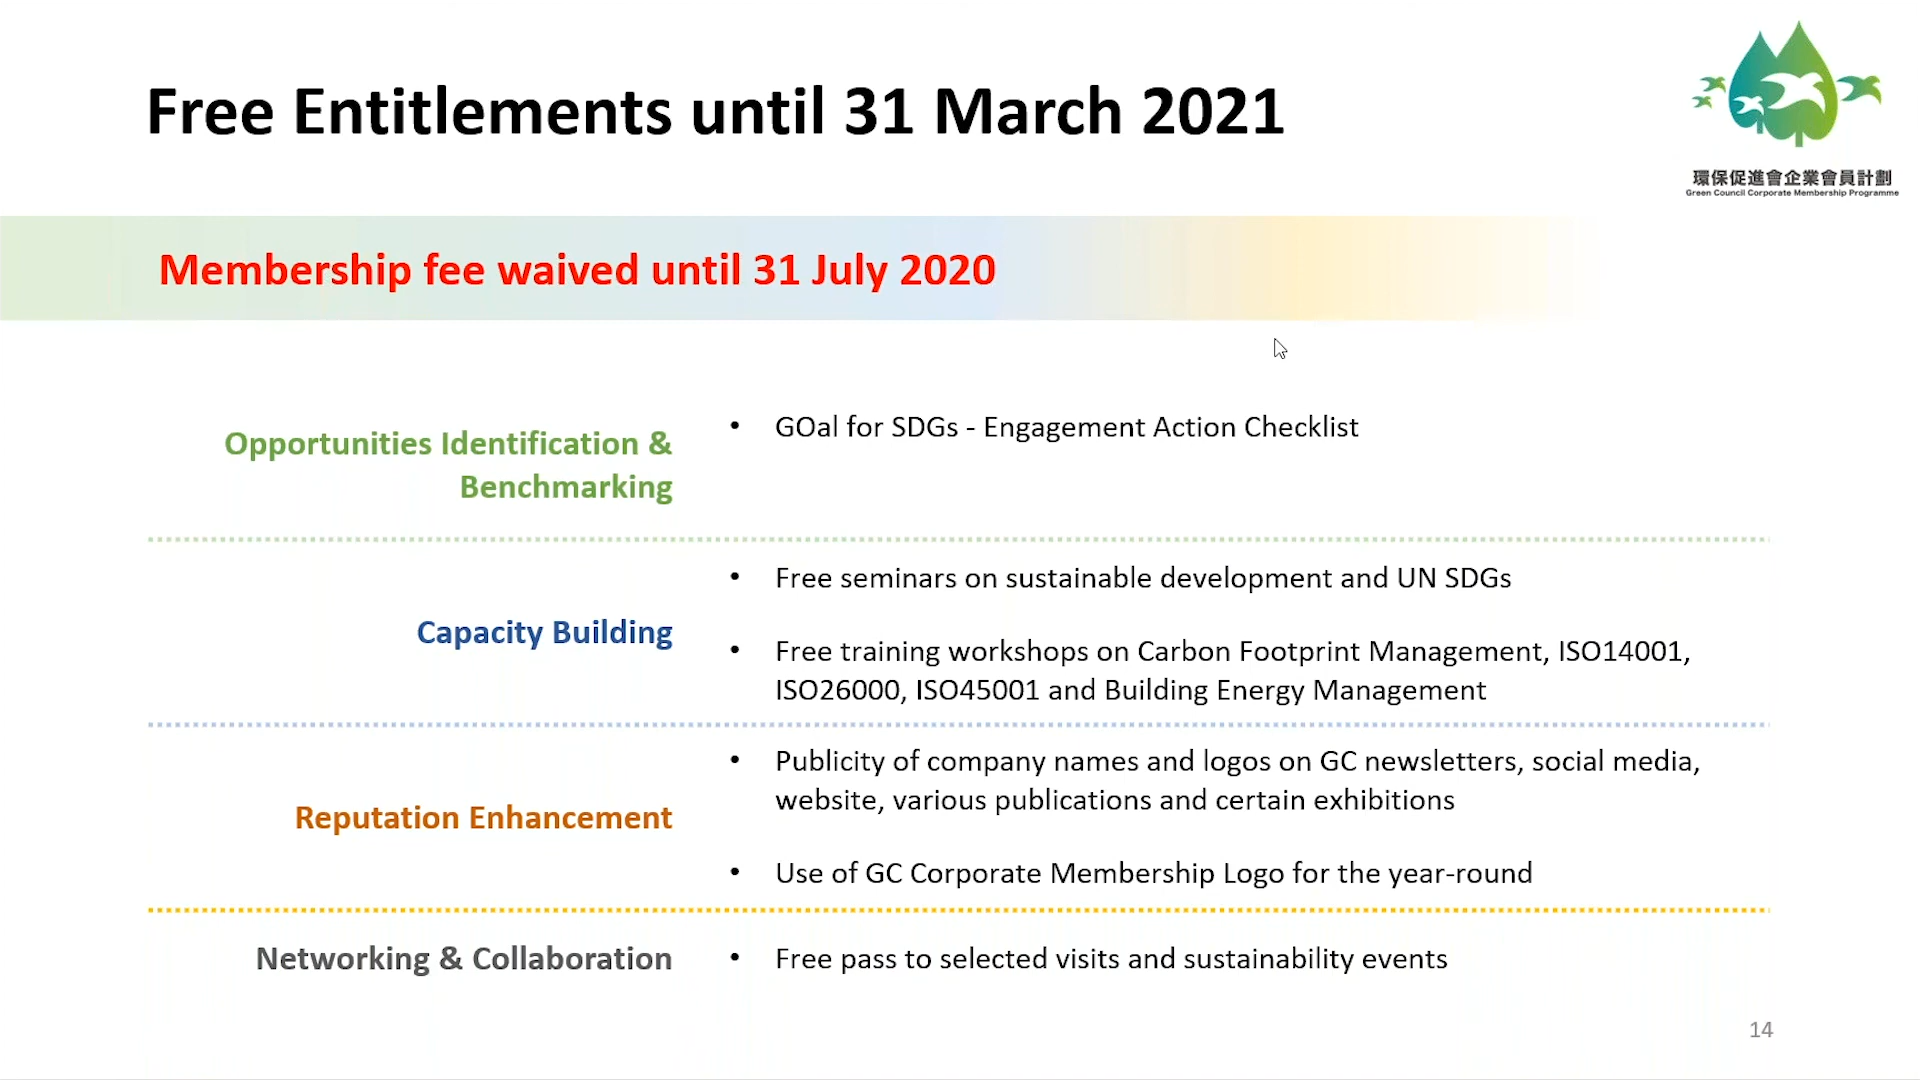 Free Entitlements until 31 March 2021
環保促進會企業會員計劃
Green Council Corporate Membership Programme
Membership fee waived until 31 July 2020
Opportunities Identification &
Benchmarking
• GOal for SDGs - Engagement Action Checklist
Capacity Building
• Free seminars on sustainable development and UN SDGs
• Free training workshops on Carbon Footprint Management, ISO14001,
ISO26000, ISO45001 and Building Energy Management
Reputation Enhancement
• Publicity of company names and logos on GC newsletters, social media,
website, various publications and certain exhibitions
• Use of GC Corporate Membership Logo for the year-round
Networking & Collaboration
• Free pass to selected visits and sustainability events
14